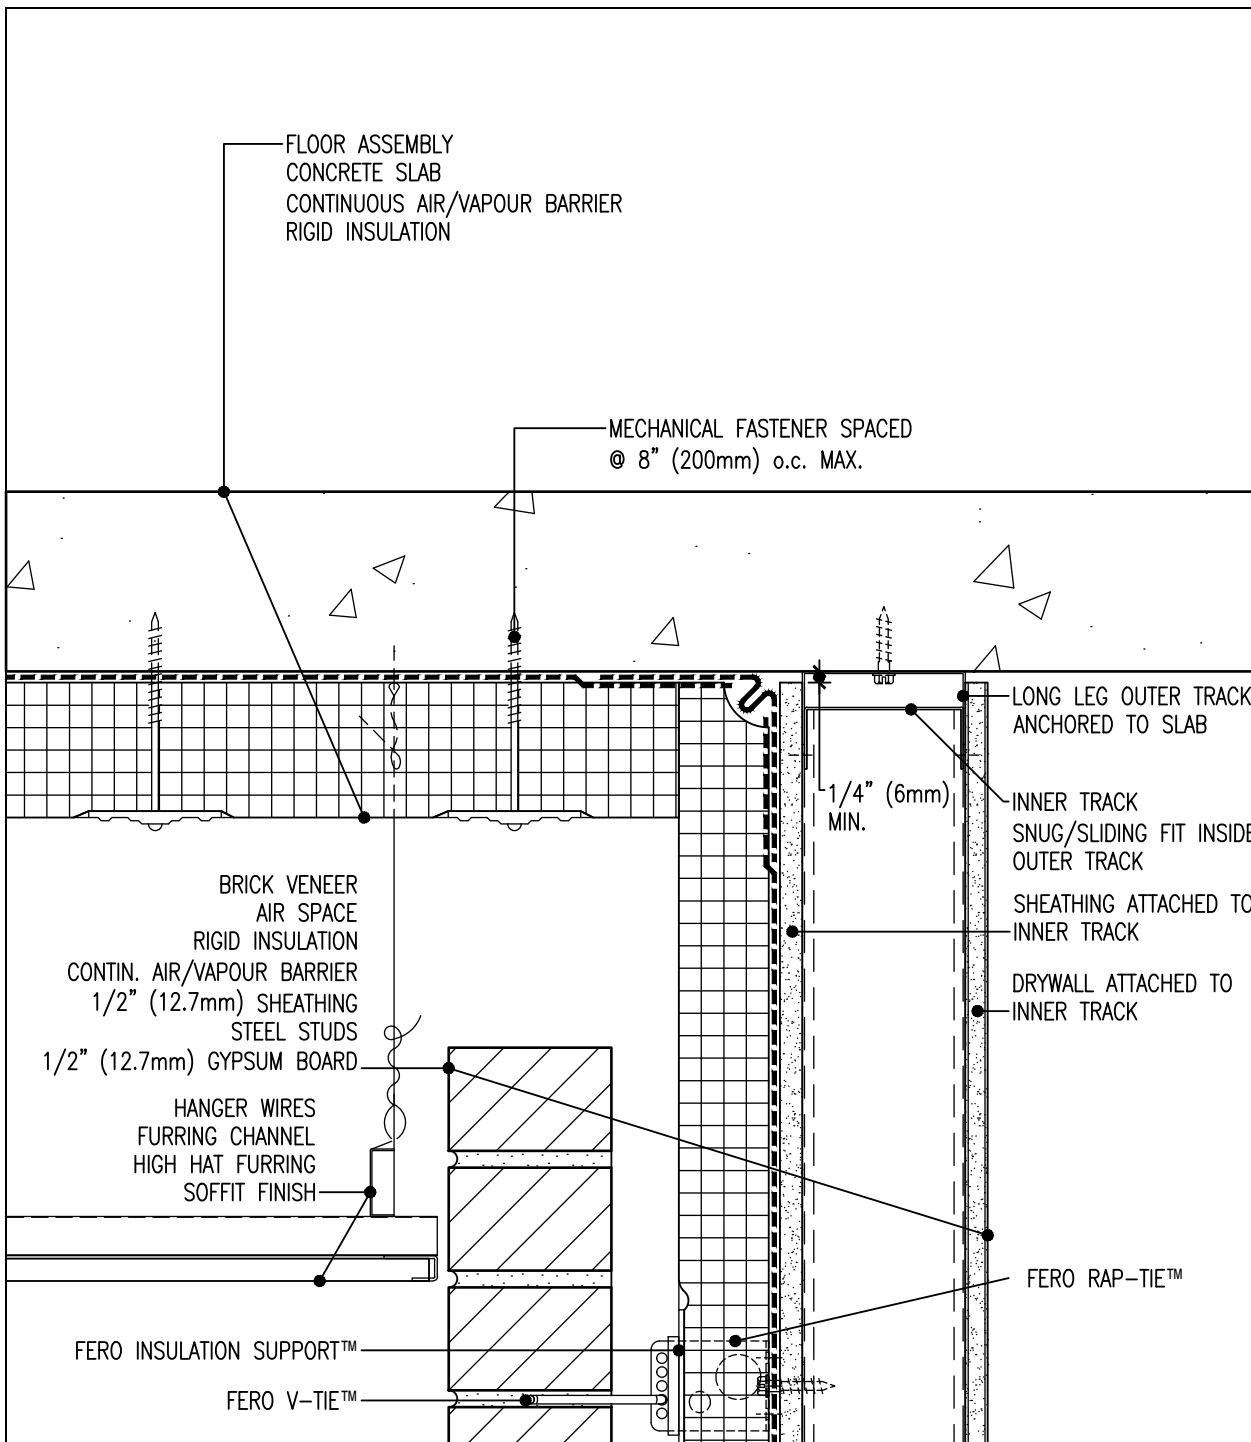 FLOOR ASSEMBLY
CONCRETE SLAB
CONTINUOUS AIR/VAPOUR BARRIER
RIGID INSULATION
MECHANICAL FASTENER SPACED
@ 8" (200mm) o.c. MAX.
LONG LEG OUTER TRACK
ANCHORED TO SLAB
1/4" (6mm)
MIN.
INNER TRACK
SNUG/SLIDING FIT INSIDE
OUTER TRACK
BRICK VENEER
AIR SPACE
RIGID INSULATION
CONTIN. AIR/VAPOUR BARRIER
1/2" (12.7mm) SHEATHING
STEEL STUDS
1/2" (12.7mm) GYPSUM BOARD
SHEATHING ATTACHED TO
INNER TRACK
DRYWALL ATTACHED TO
INNER TRACK
HANGER WIRES
FURRING CHANNEL
HIGH HAT FURRING
SOFFIT FINISH
FERO RAP-TIE™
FERO INSULATION SUPPORT™
FERO V-TIE™